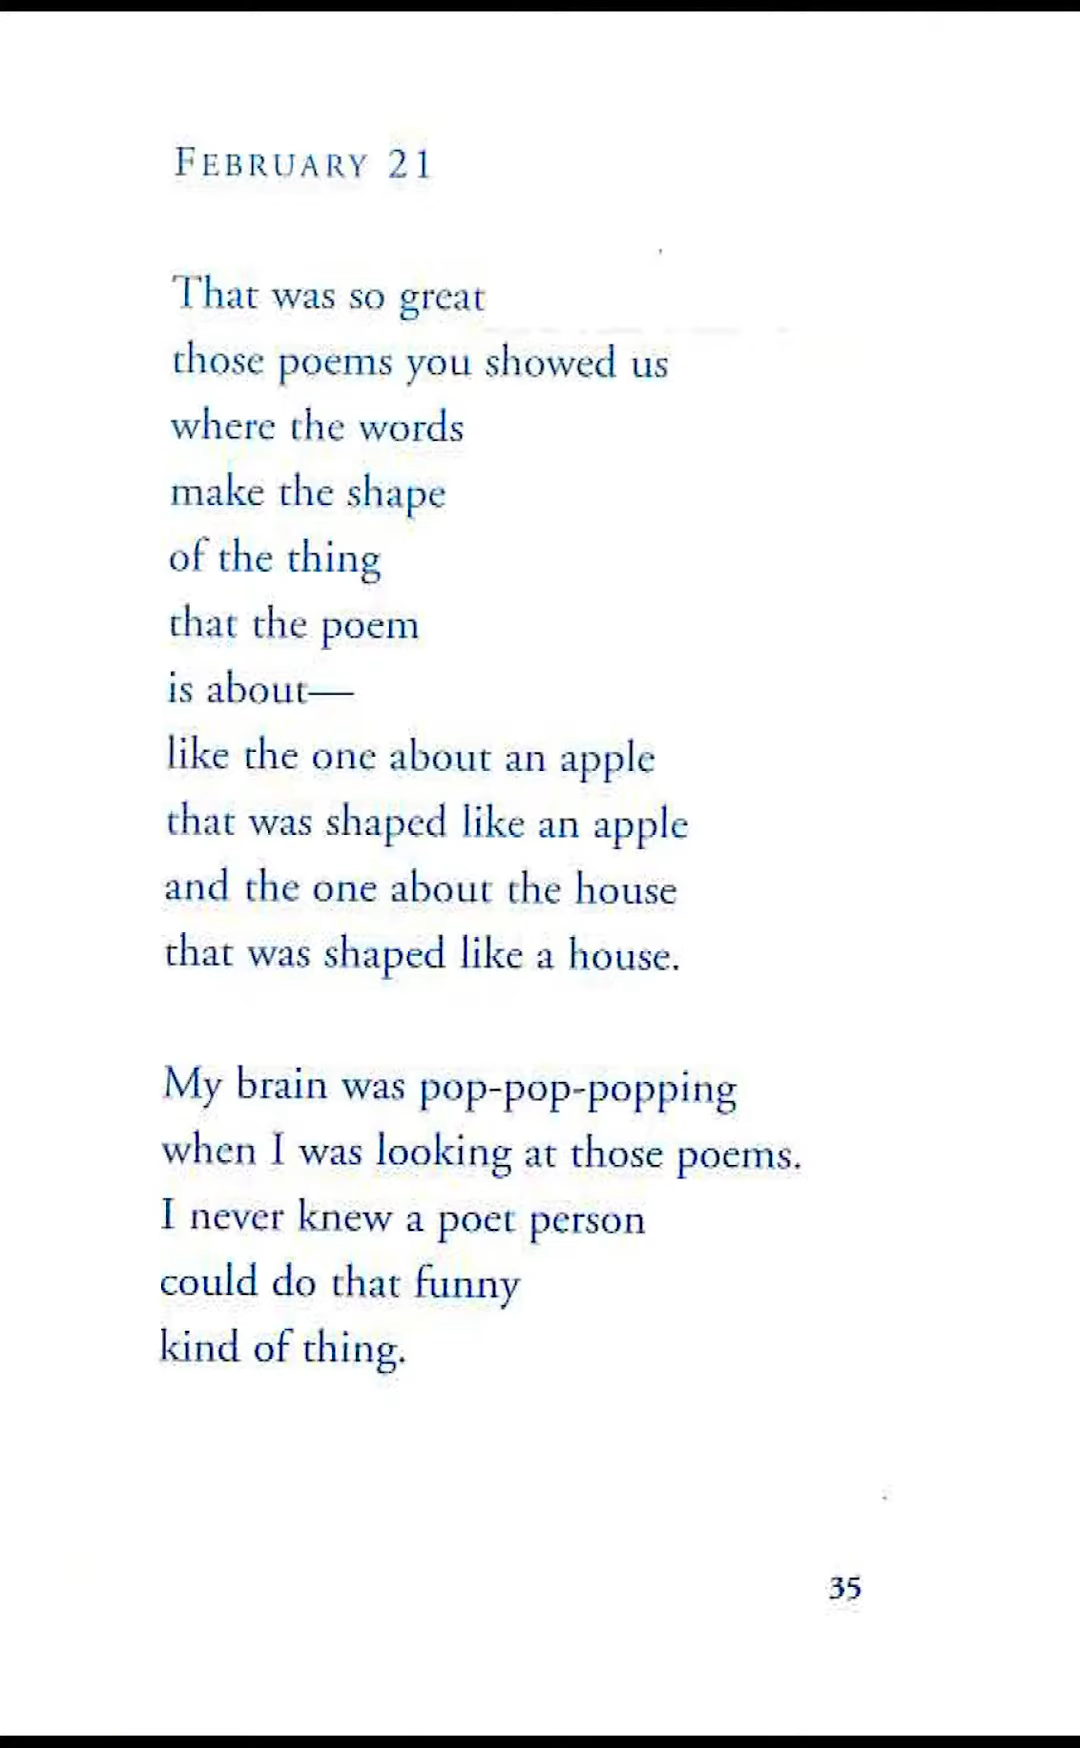 FEBRUARY 21
That was so great
those poems you showed us
where the words
make the shape
of the thing
that the poem
is about—
like the one about an apple
that was shaped like an apple
and the one about the house
that was shaped like a house.
My brain was pop-pop-popping
when I was looking at those poems.
I never knew a poet person
could do that funny
kind of thing.
35